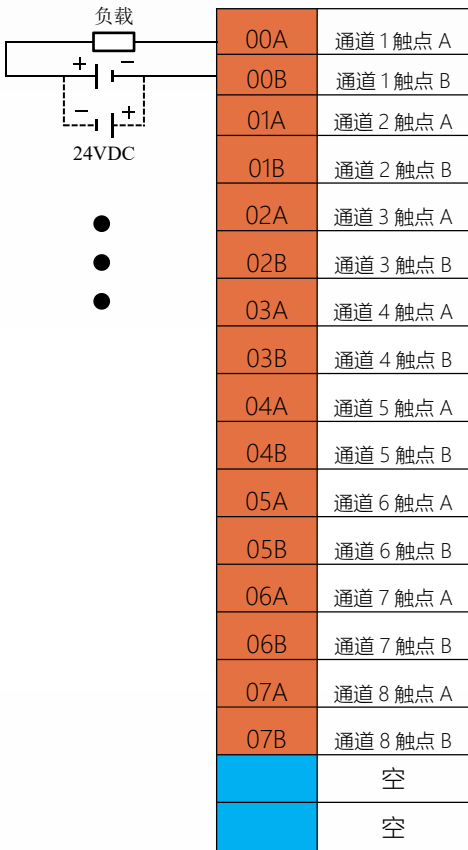 负载
+ −
− +
24VDC
00A 通道1触点 A
00B 通道1触点 B
01A 通道 2 触点 A
01B 通道 2 触点 B
02A 通道 3 触点 A
02B 通道 3 触点 B
03A 通道 4 触点 A
03B 通道 4 触点 B
04A 通道 5 触点 A
04B 通道 5 触点 B
05A 通道 6 触点 A
05B 通道 6 触点 B
06A 通道 7 触点 A
06B 通道 7 触点 B
07A 通道 8 触点 A
07B 通道 8 触点 B
空
空